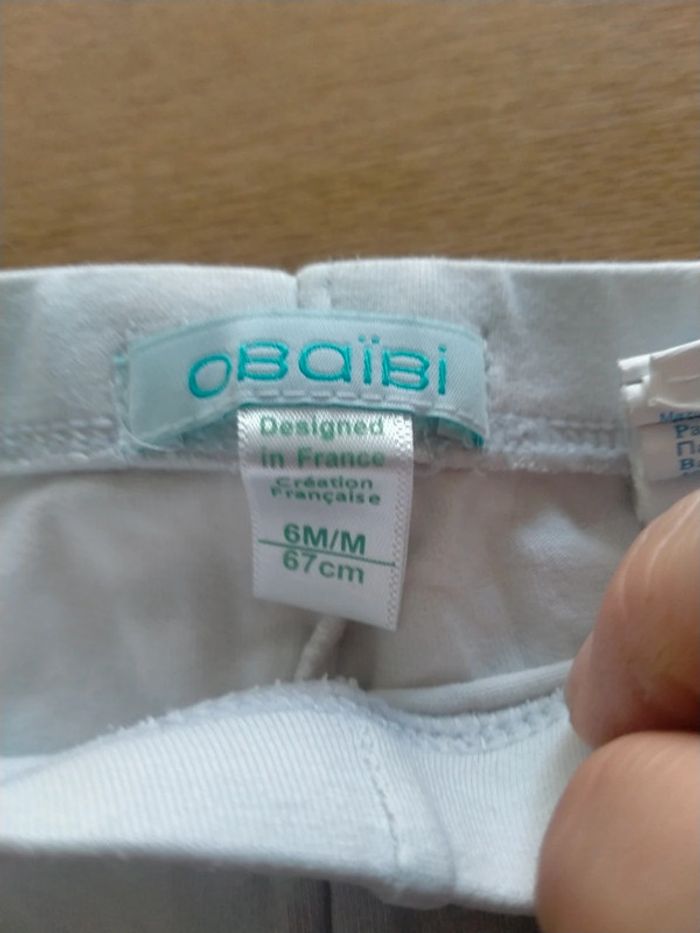 OBAÏBI
Designed
in France
Création
Française
6M/M
67cm